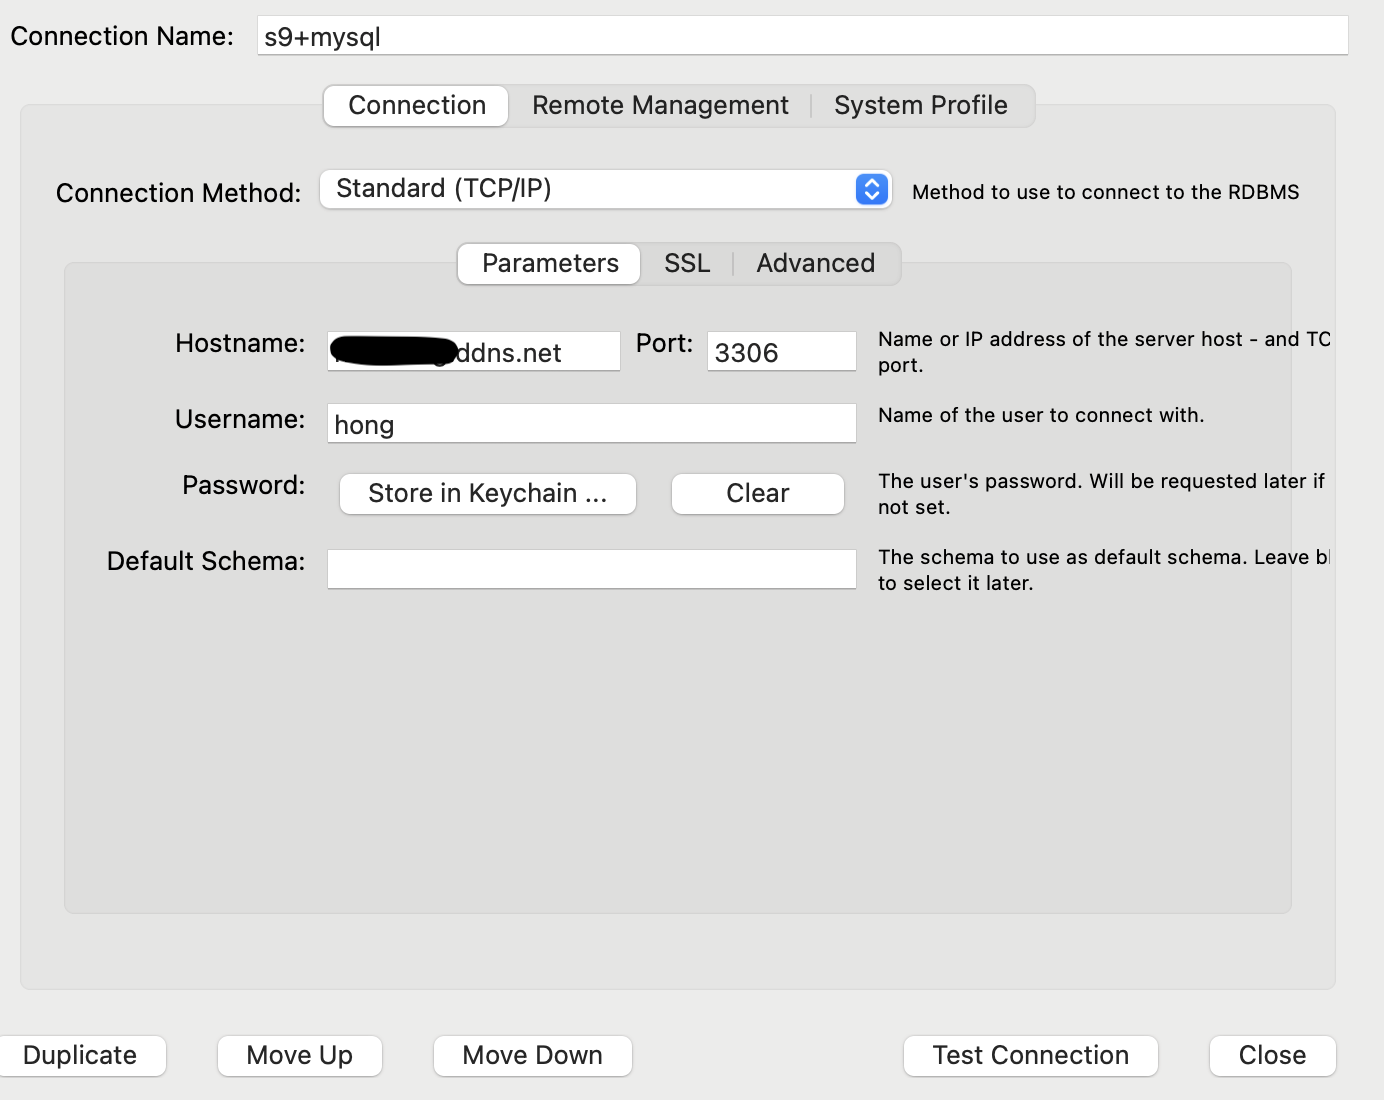 Connection Name: s9+mysql
Connection Remote Management System Profile
Connection Method: Standard (TCP/IP) Method to use to connect to the RDBMS
Parameters SSL Advanced
Hostname: ddns.net Port: 3306 Name or IP address of the server host - and TC
port.
Username: hong Name of the user to connect with.
Password: Store in Keychain ... Clear The user's password. Will be requested later if
not set.
Default Schema: The schema to use as default schema. Leave bl
to select it later.
Duplicate Move Up Move Down Test Connection Close